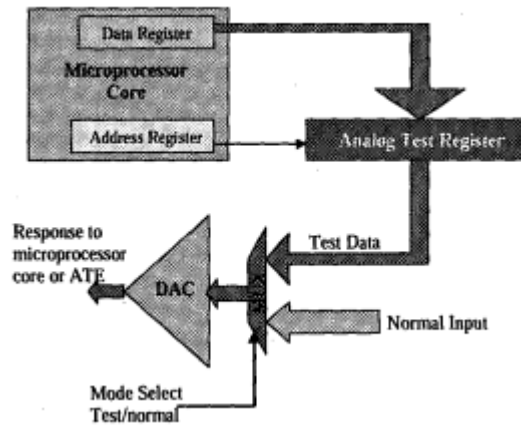 Data Register
Microprocessor
Core
Address Register
Analog Test Register
Response to
microprocessor
core or ATE
Test Data
DAC
Normal Input
Mode Select
Test/normal